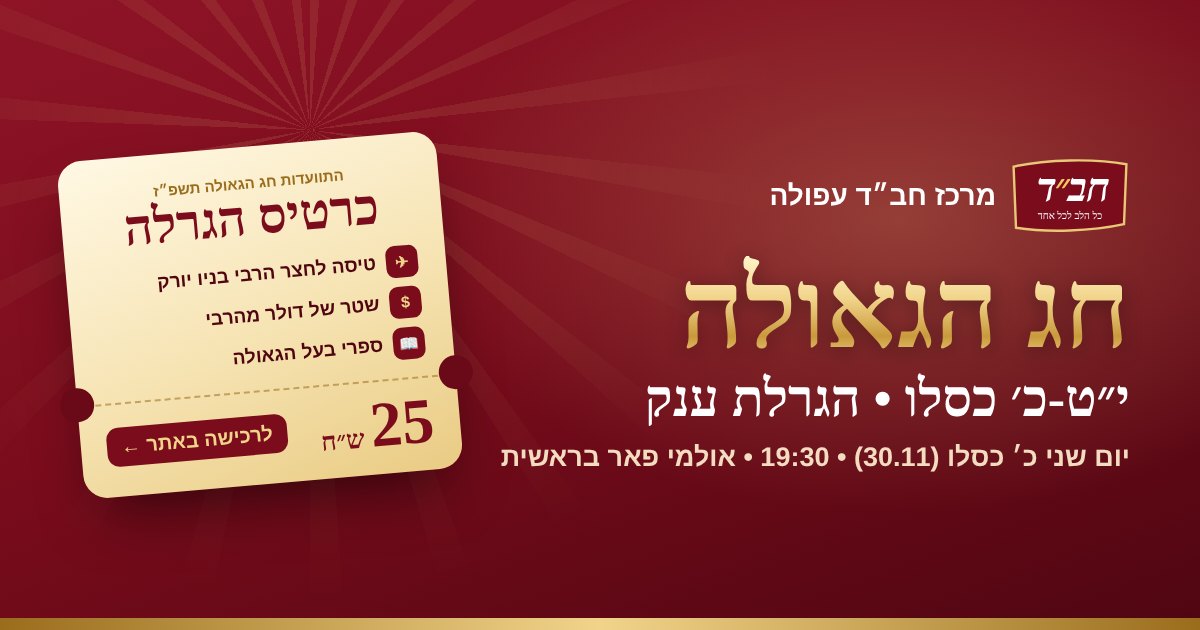 חב״ד
כל הלב לכל אחד
מרכז חב״ד עפולה
חג הגאולה
י״ט-כ׳ כסלו • הגרלת ענק
יום שני כ׳ כסלו (30.11) • 19:30 • אולמי פאר בראשית
התוועדות חג הגאולה תשפ״ז
כרטיס הגרלה
טיסה לחצר הרבי בניו יורק
$ שטר של דולר מהרבי
ספרי בעל הגאולה
25 ש״ח
לרכישה באתר ←